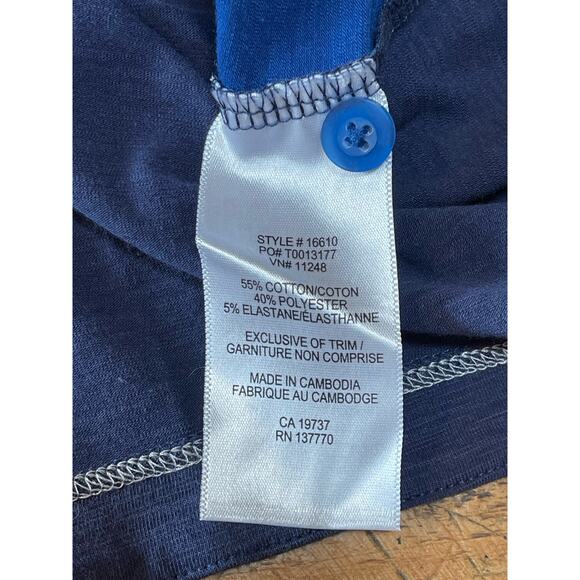 STYLE # 16610
PO# T0013177
VN# 11248
55% COTTON/COTON
40% POLYESTER
5% ELASTANE/ÉLASTHANNE
EXCLUSIVE OF TRIM /
GARNITURE NON COMPRISE
MADE IN CAMBODIA
FABRIQUE AU CAMBODGE
CA 19737
RN 137770